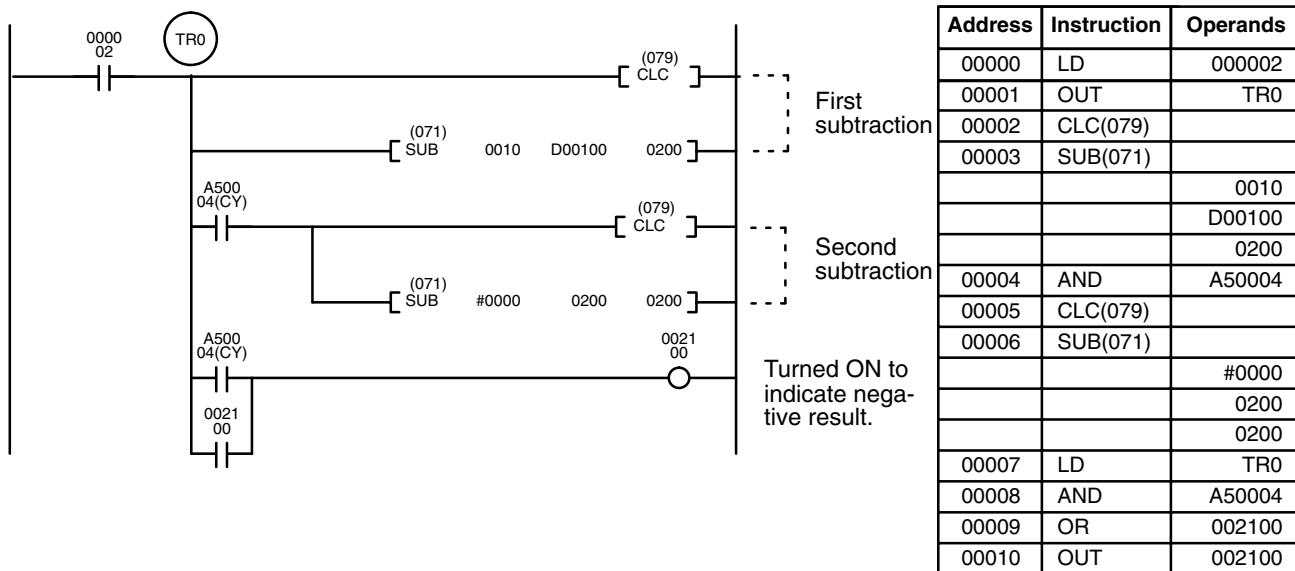 0000
02
TR0
(079)
CLC
(071)
SUB 0010 D00100 0200
First
subtraction
A500
04(CY)
(079)
CLC
(071)
SUB #0000 0200 0200
Second
subtraction
A500
04(CY)
0021
00
0021
00
Turned ON to
indicate nega-
tive result.
Address Instruction Operands
00000 LD 000002
00001 OUT TR0
00002 CLC(079)
00003 SUB(071)
0010
D00100
0200
00004 AND A50004
00005 CLC(079)
00006 SUB(071)
#0000
0200
0200
00007 LD TR0
00008 AND A50004
00009 OR 002100
00010 OUT 002100